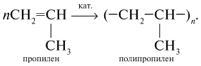 nCH₂=CH кат. (—CH₂—CH—)ₙ.
CH₃ CH₃
пропилен полипропилен